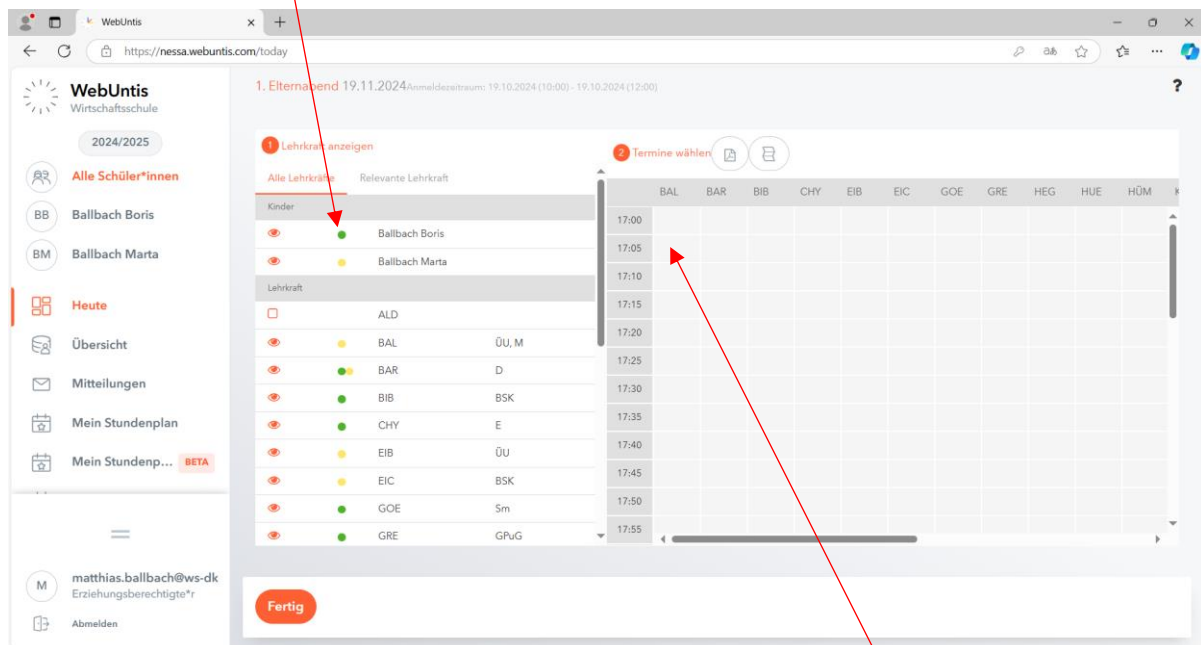 WebUntis
https://nessa.webuntis.com/today
WebUntis
Wirtschaftsschule
2024/2025
Alle Schüler*innen
BB Ballbach Boris
BM Ballbach Marta
Heute
Übersicht
Mitteilungen
Mein Stundenplan
Mein Stundenp... BETA
M matthias.ballbach@ws-dk
Erziehungsberechtigte*r
Abmelden
1. Elternabend 19.11.2024 Anmeldezeitraum: 19.10.2024 (10:00) - 19.10.2024 (12:00)
?
1 Lehrkraft anzeigen
Alle Lehrkräfte Relevante Lehrkraft
Kinder
Ballbach Boris
Ballbach Marta
Lehrkraft
ALD
BAL ÜU, M
BAR D
BIB BSK
CHY E
EIB ÜU
EIC BSK
GOE Sm
GRE GPuG
2 Termine wählen
BAL BAR BIB CHY EIB EIC GOE GRE HEG HUE HÜM
17:00
17:05
17:10
17:15
17:20
17:25
17:30
17:35
17:40
17:45
17:50
17:55
Fertig